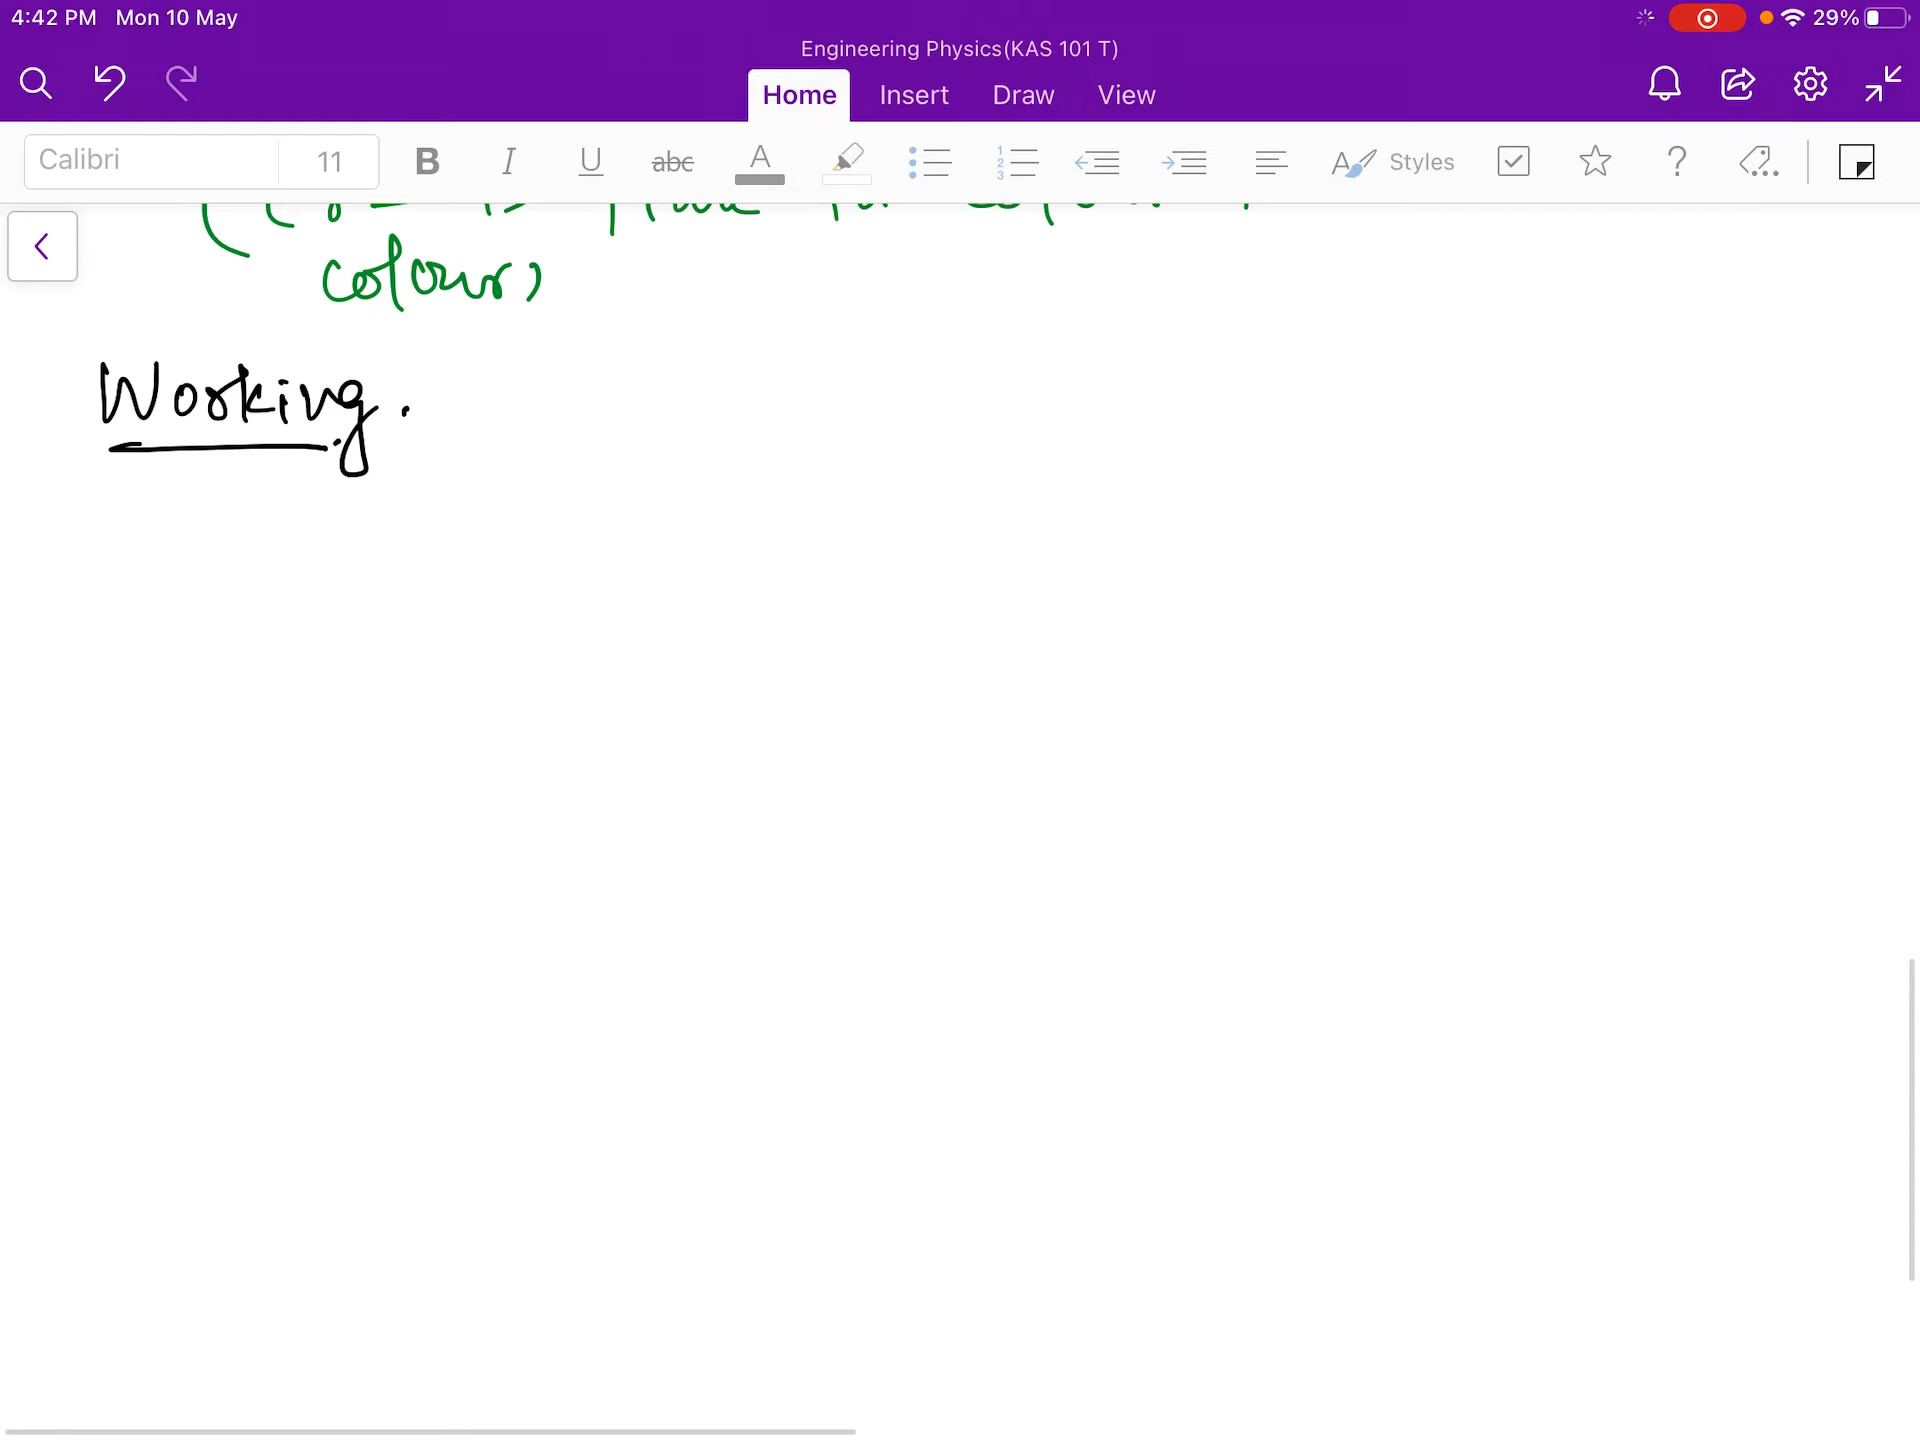 4:42 PM Mon 10 May 29%
Engineering Physics(KAS 101 T)
Home Insert Draw View
Calibri 11 B I U abc A Styles
colour)
Working.